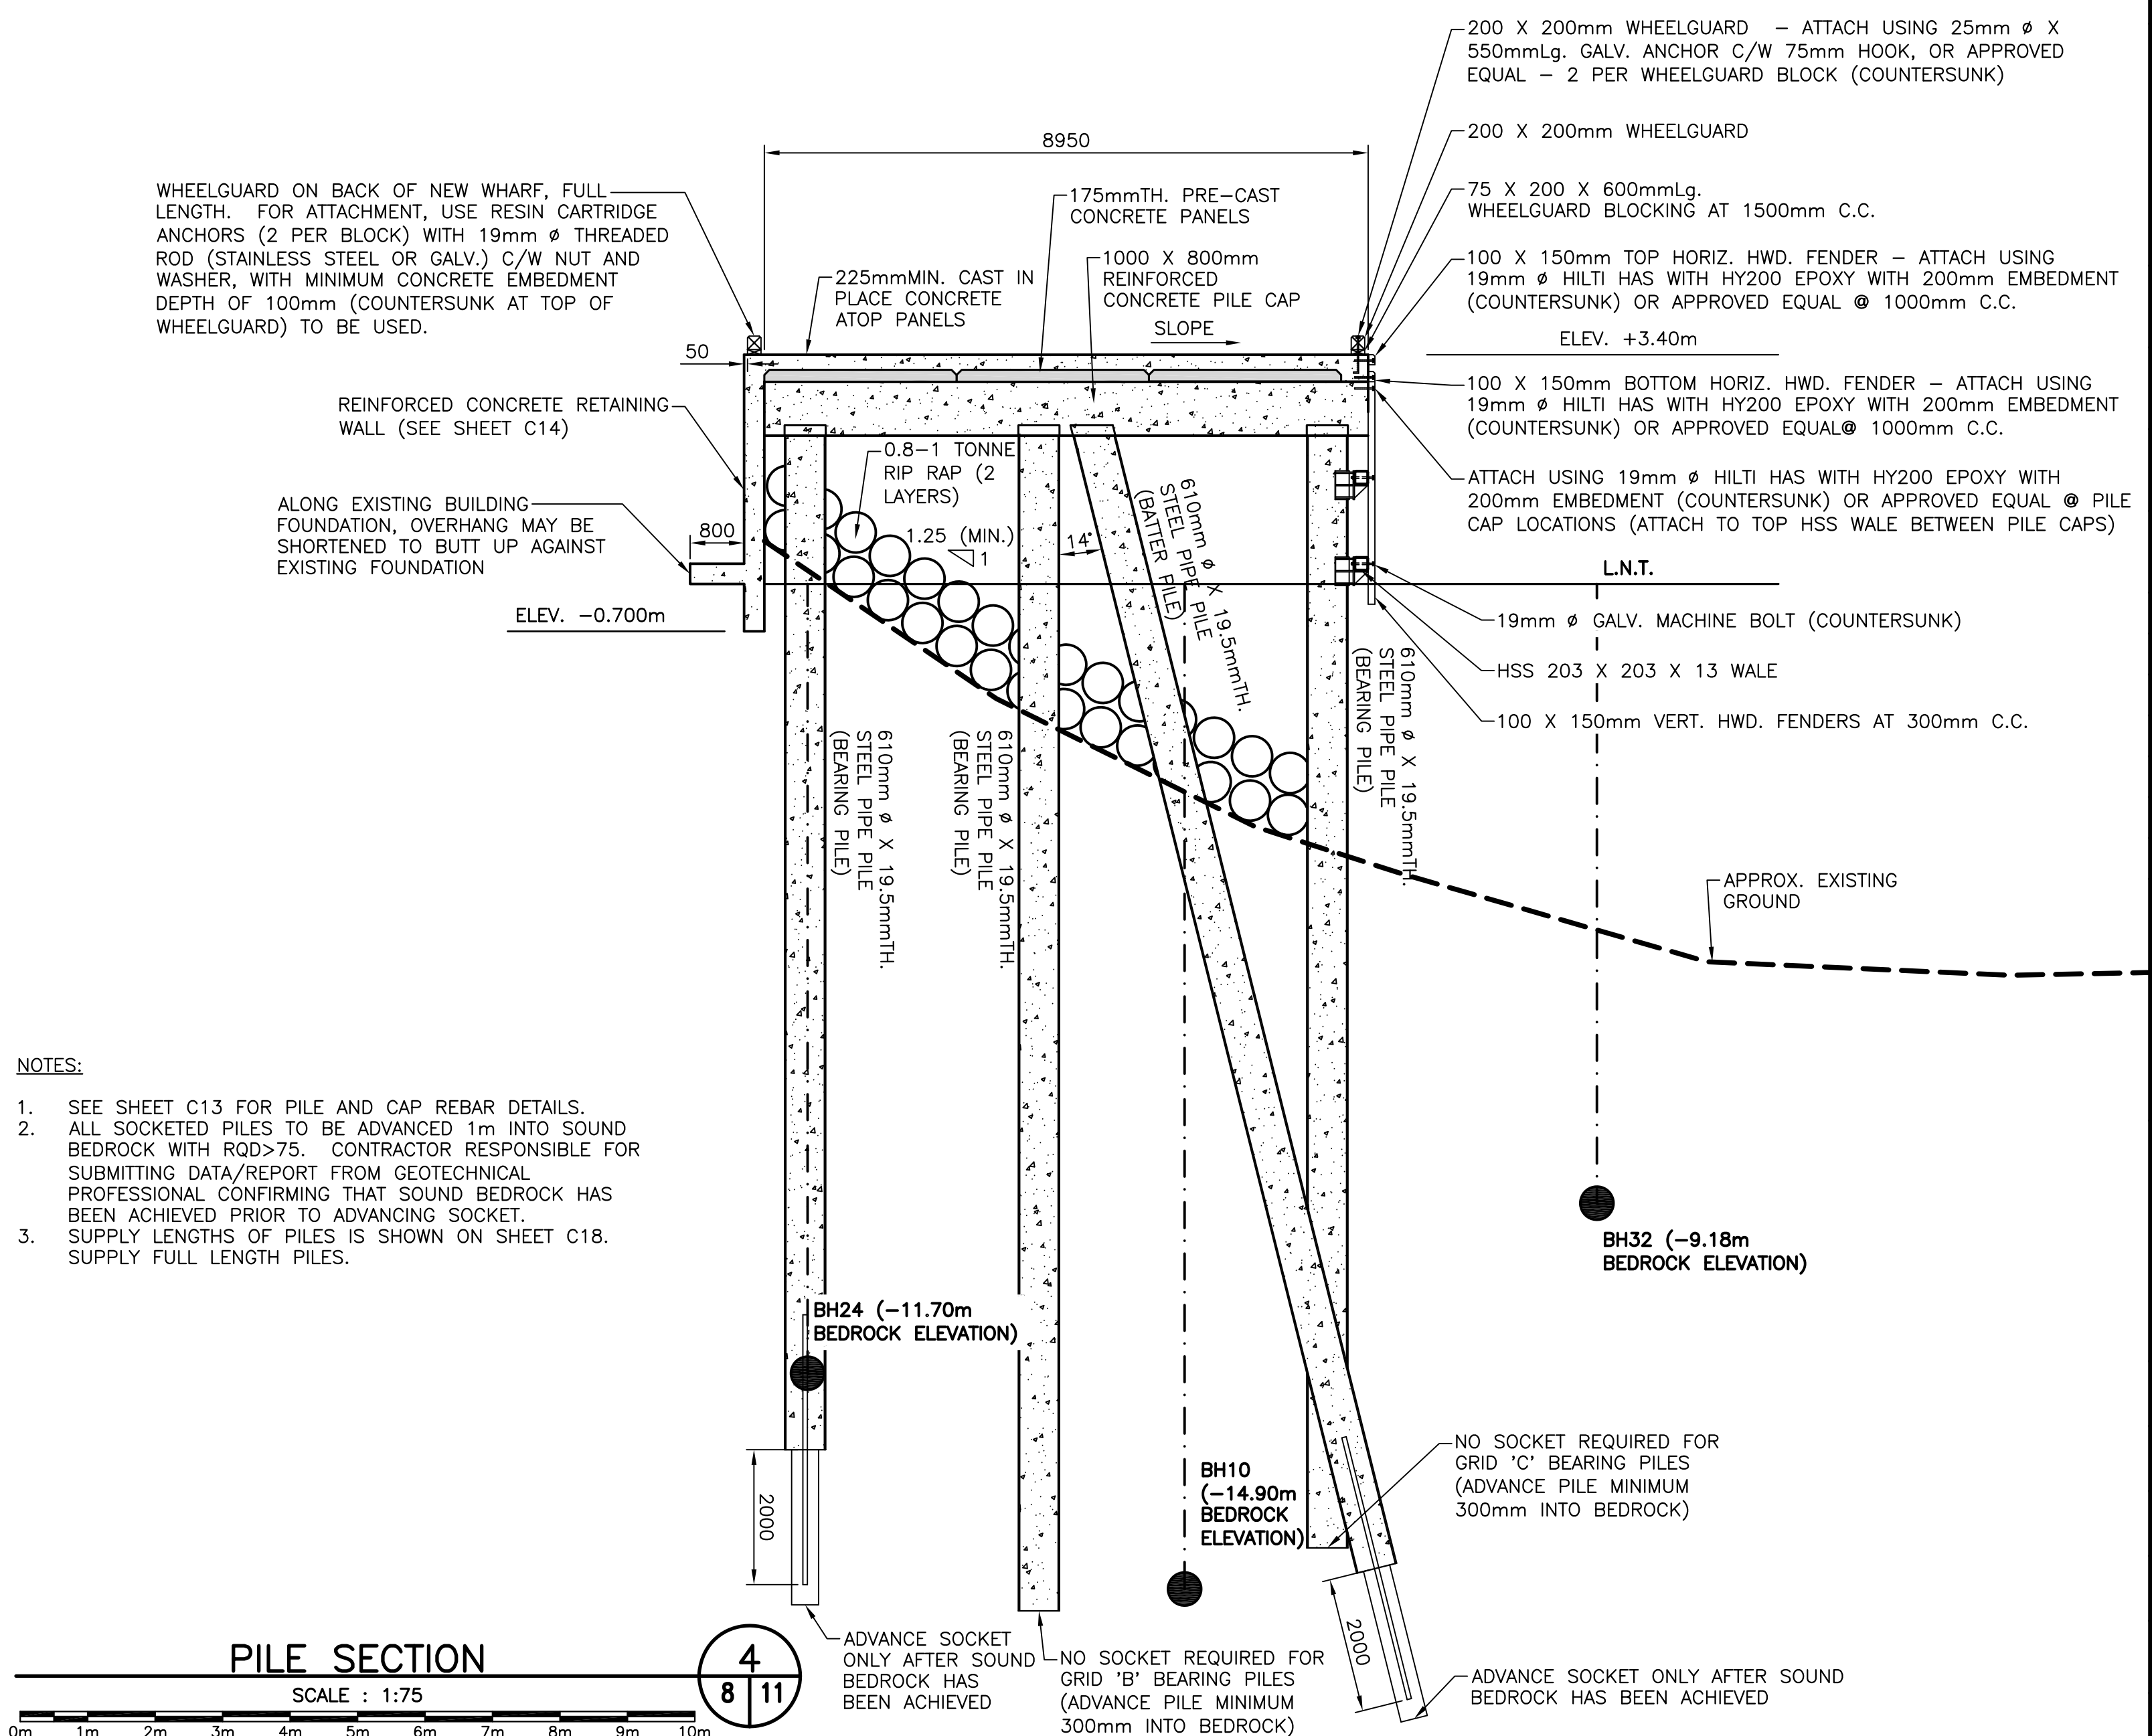 200 X 200mm WHEELGUARD – ATTACH USING 25mm ø X
550mmLg. GALV. ANCHOR C/W 75mm HOOK, OR APPROVED
EQUAL – 2 PER WHEELGUARD BLOCK (COUNTERSUNK)
200 X 200mm WHEELGUARD
8950
WHEELGUARD ON BACK OF NEW WHARF, FULL
LENGTH. FOR ATTACHMENT, USE RESIN CARTRIDGE
ANCHORS (2 PER BLOCK) WITH 19mm ø THREADED
ROD (STAINLESS STEEL OR GALV.) C/W NUT AND
WASHER, WITH MINIMUM CONCRETE EMBEDMENT
DEPTH OF 100mm (COUNTERSUNK AT TOP OF
WHEELGUARD) TO BE USED.
175mmTH. PRE–CAST
CONCRETE PANELS
75 X 200 X 600mmLg.
WHEELGUARD BLOCKING AT 1500mm C.C.
225mmMIN. CAST IN
PLACE CONCRETE
ATOP PANELS
1000 X 800mm
REINFORCED
CONCRETE PILE CAP
SLOPE
100 X 150mm TOP HORIZ. HWD. FENDER – ATTACH USING
19mm ø HILTI HAS WITH HY200 EPOXY WITH 200mm EMBEDMENT
(COUNTERSUNK) OR APPROVED EQUAL @ 1000mm C.C.
ELEV. +3.40m
50
100 X 150mm BOTTOM HORIZ. HWD. FENDER – ATTACH USING
19mm ø HILTI HAS WITH HY200 EPOXY WITH 200mm EMBEDMENT
(COUNTERSUNK) OR APPROVED EQUAL@ 1000mm C.C.
REINFORCED CONCRETE RETAINING
WALL (SEE SHEET C14)
0.8–1 TONNE
RIP RAP (2
LAYERS)
ATTACH USING 19mm ø HILTI HAS WITH HY200 EPOXY WITH
200mm EMBEDMENT (COUNTERSUNK) OR APPROVED EQUAL @ PILE
CAP LOCATIONS (ATTACH TO TOP HSS WALE BETWEEN PILE CAPS)
ALONG EXISTING BUILDING
FOUNDATION, OVERHANG MAY BE
SHORTENED TO BUTT UP AGAINST
EXISTING FOUNDATION
800
1.25 (MIN.)
1
14°
610mm ø X 19.5mmTH.
STEEL PIPE PILE
(BATTER PILE)
L.N.T.
ELEV. –0.700m
19mm ø GALV. MACHINE BOLT (COUNTERSUNK)
HSS 203 X 203 X 13 WALE
100 X 150mm VERT. HWD. FENDERS AT 300mm C.C.
610mm ø X 19.5mmTH.
STEEL PIPE PILE
(BEARING PILE)
610mm ø X 19.5mmTH.
STEEL PIPE PILE
(BEARING PILE)
610mm ø X 19.5mmTH.
STEEL PIPE PILE
(BEARING PILE)
APPROX. EXISTING
GROUND
NOTES:
1. SEE SHEET C13 FOR PILE AND CAP REBAR DETAILS.
2. ALL SOCKETED PILES TO BE ADVANCED 1m INTO SOUND
BEDROCK WITH RQD>75. CONTRACTOR RESPONSIBLE FOR
SUBMITTING DATA/REPORT FROM GEOTECHNICAL
PROFESSIONAL CONFIRMING THAT SOUND BEDROCK HAS
BEEN ACHIEVED PRIOR TO ADVANCING SOCKET.
3. SUPPLY LENGTHS OF PILES IS SHOWN ON SHEET C18.
SUPPLY FULL LENGTH PILES.
BH32 (–9.18m
BEDROCK ELEVATION)
BH24 (–11.70m
BEDROCK ELEVATION)
BH10
(–14.90m
BEDROCK
ELEVATION)
NO SOCKET REQUIRED FOR
GRID 'C' BEARING PILES
(ADVANCE PILE MINIMUM
300mm INTO BEDROCK)
2000
2000
ADVANCE SOCKET
ONLY AFTER SOUND
BEDROCK HAS
BEEN ACHIEVED
NO SOCKET REQUIRED FOR
GRID 'B' BEARING PILES
(ADVANCE PILE MINIMUM
300mm INTO BEDROCK)
ADVANCE SOCKET ONLY AFTER SOUND
BEDROCK HAS BEEN ACHIEVED
PILE SECTION
4
8 11
SCALE : 1:75
0m 1m 2m 3m 4m 5m 6m 7m 8m 9m 10m